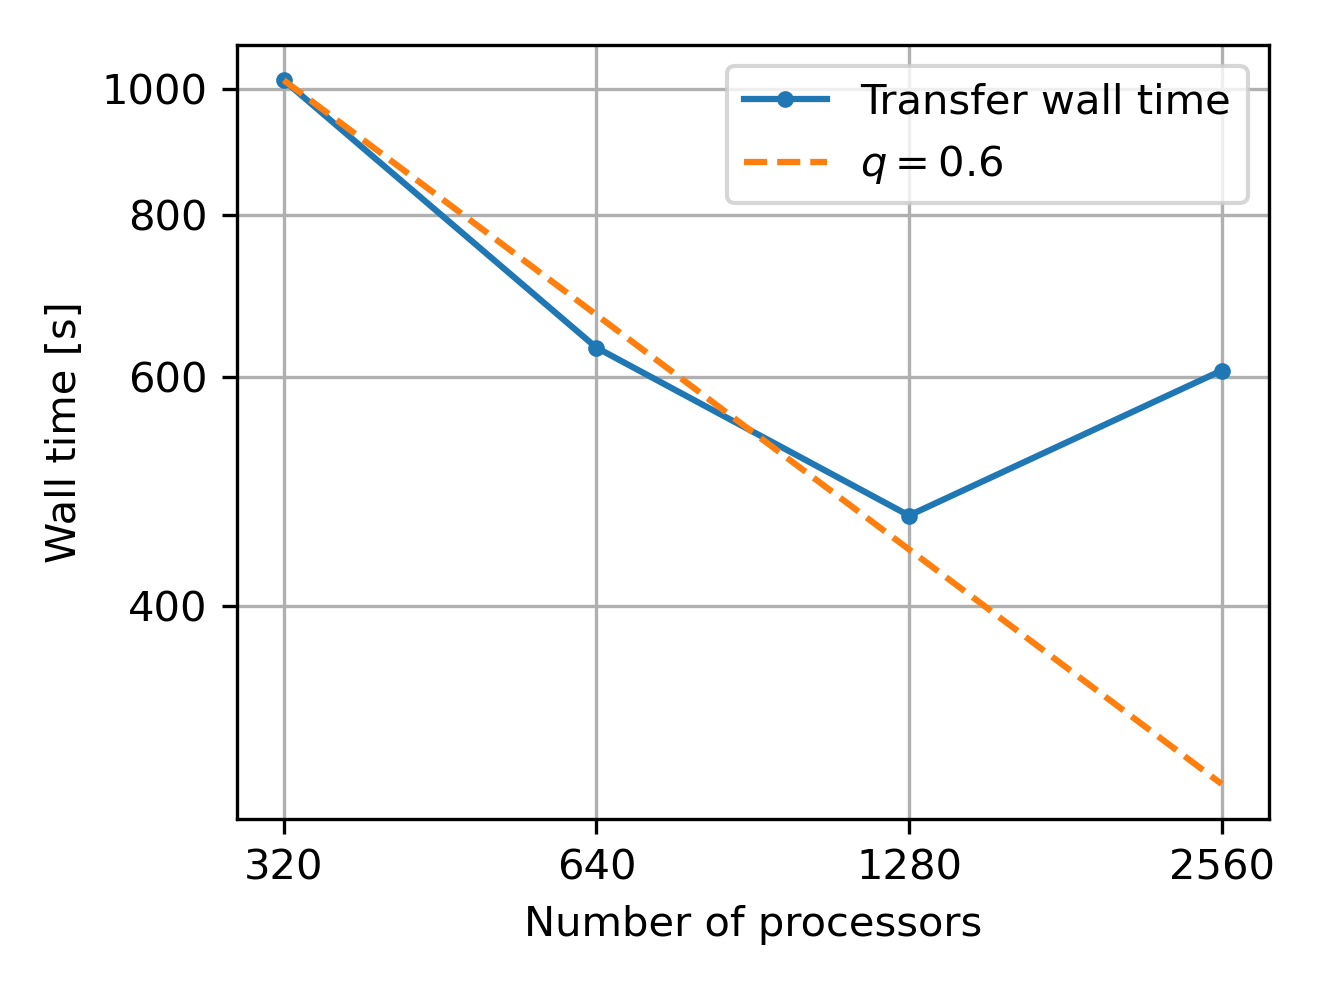 1000
800
600
400
Wall time [s]
Transfer wall time
q = 0.6
320 640 1280 2560
Number of processors